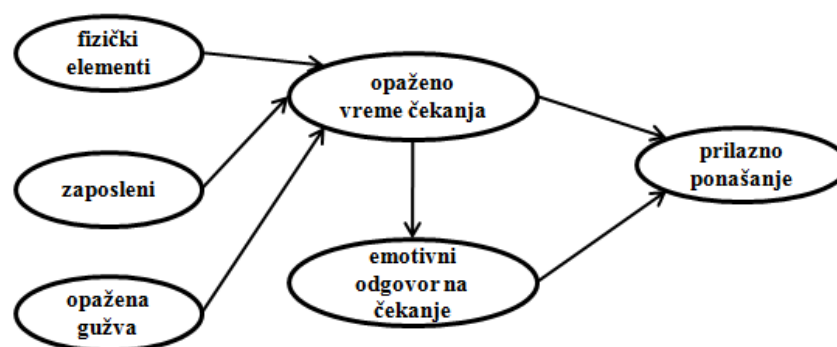 fizički
elementi
zaposleni
opažena
gužva
opaženo
vreme čekanja
emotivni
odgovor na
čekanje
prilazno
ponašanje